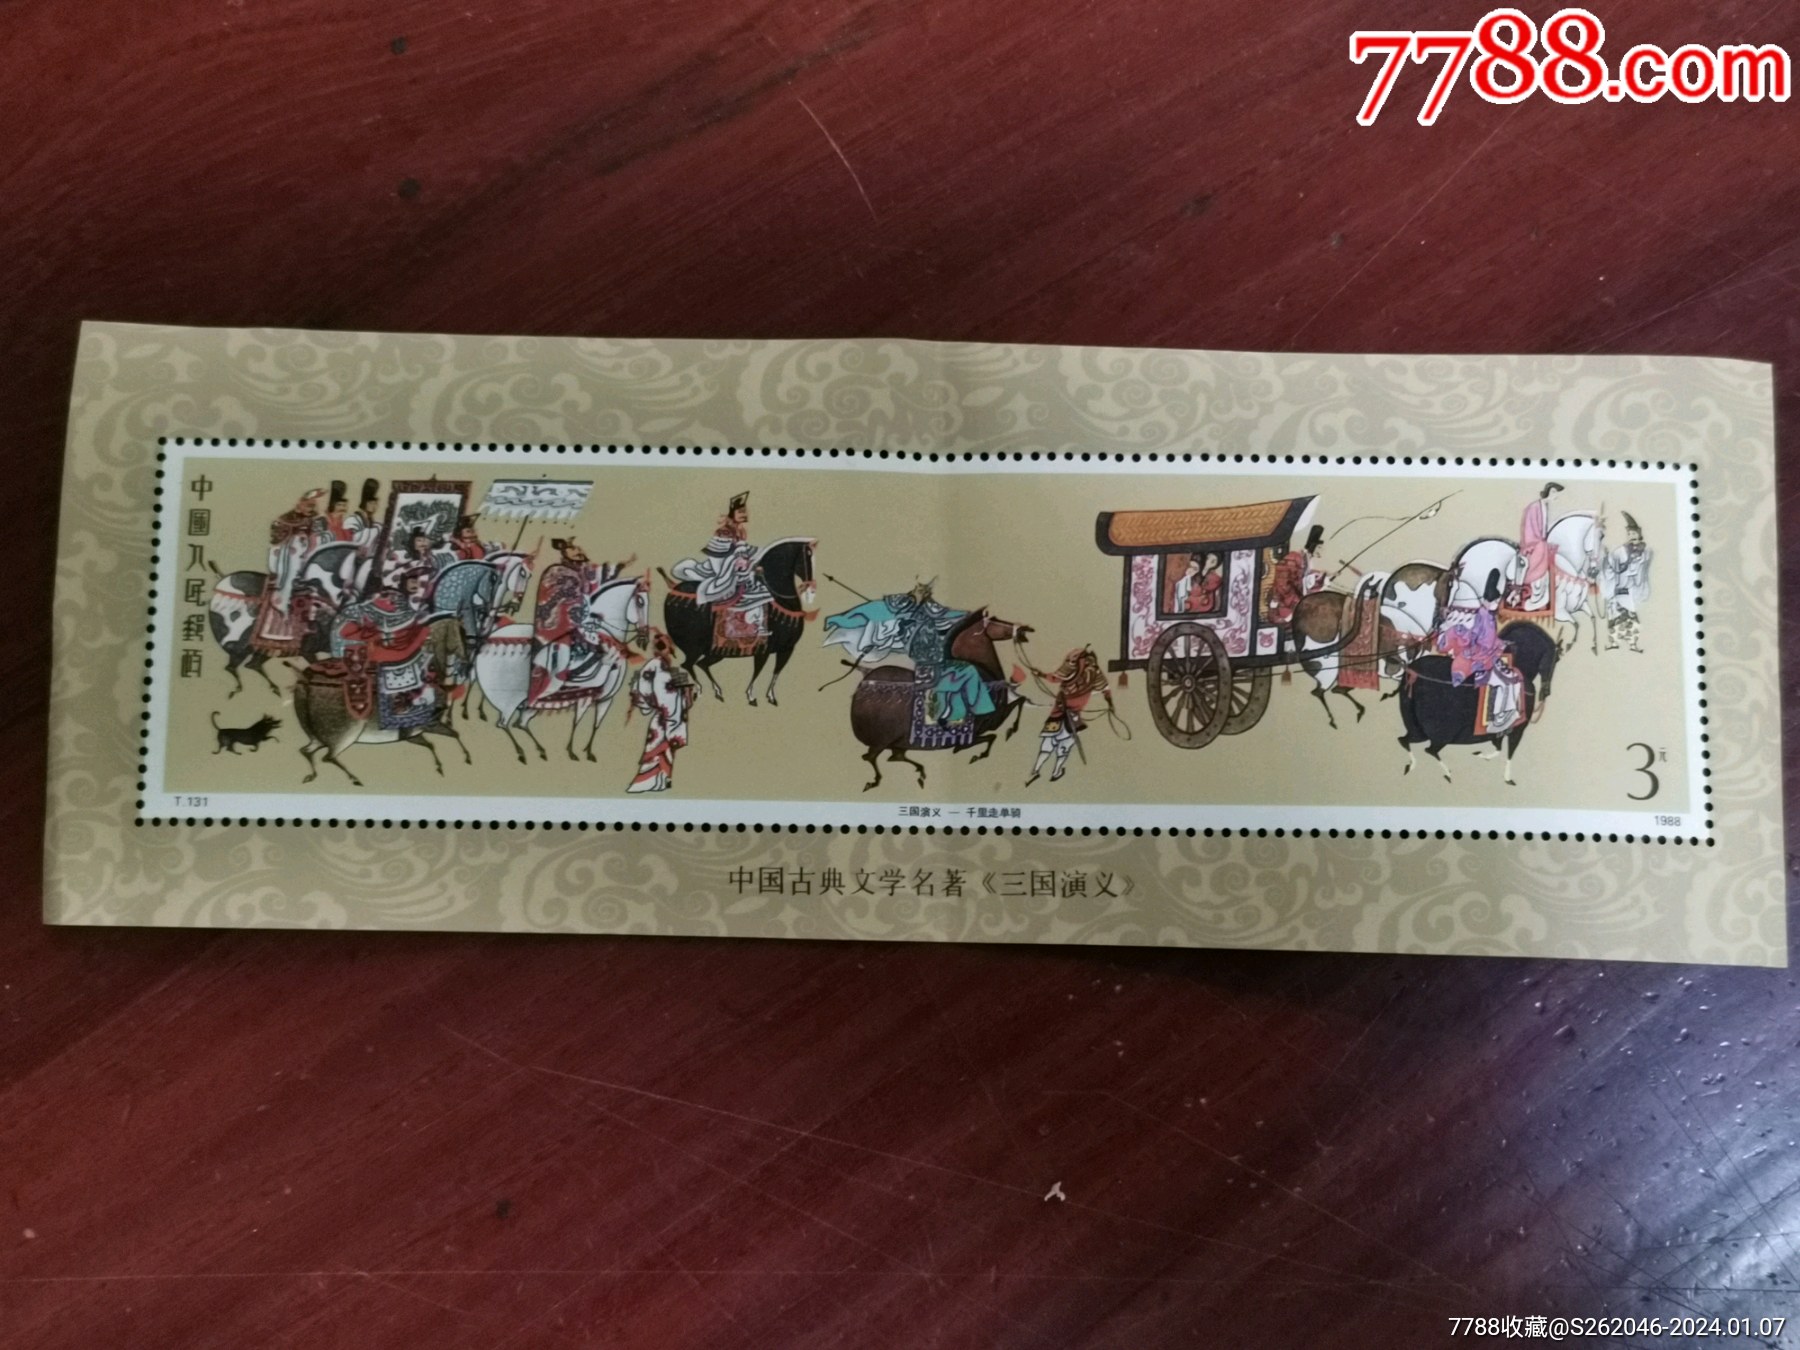 7788.com
中國人民郵政
3元
T.131
三国演义 — 千里走单骑
1988
中国古典文学名著《三国演义》
7788收藏@S262046-2024.01.07